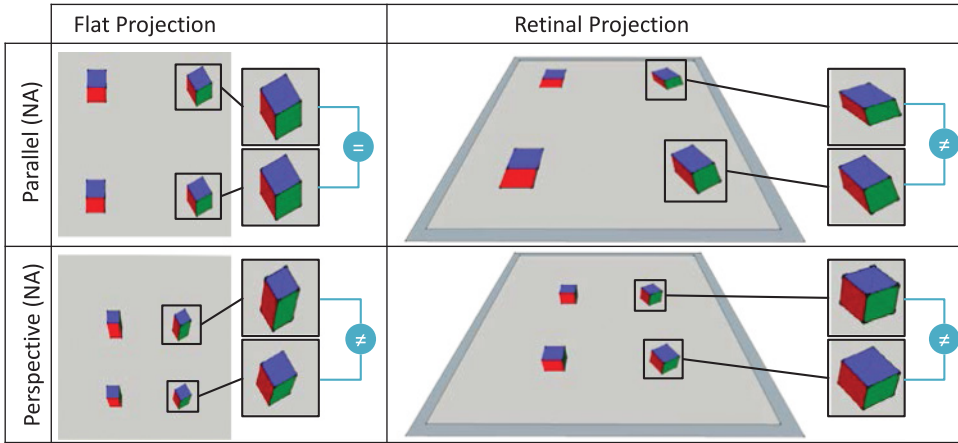 Flat Projection
Retinal Projection
Parallel (NA)
=
≠
Perspective (NA)
≠
≠